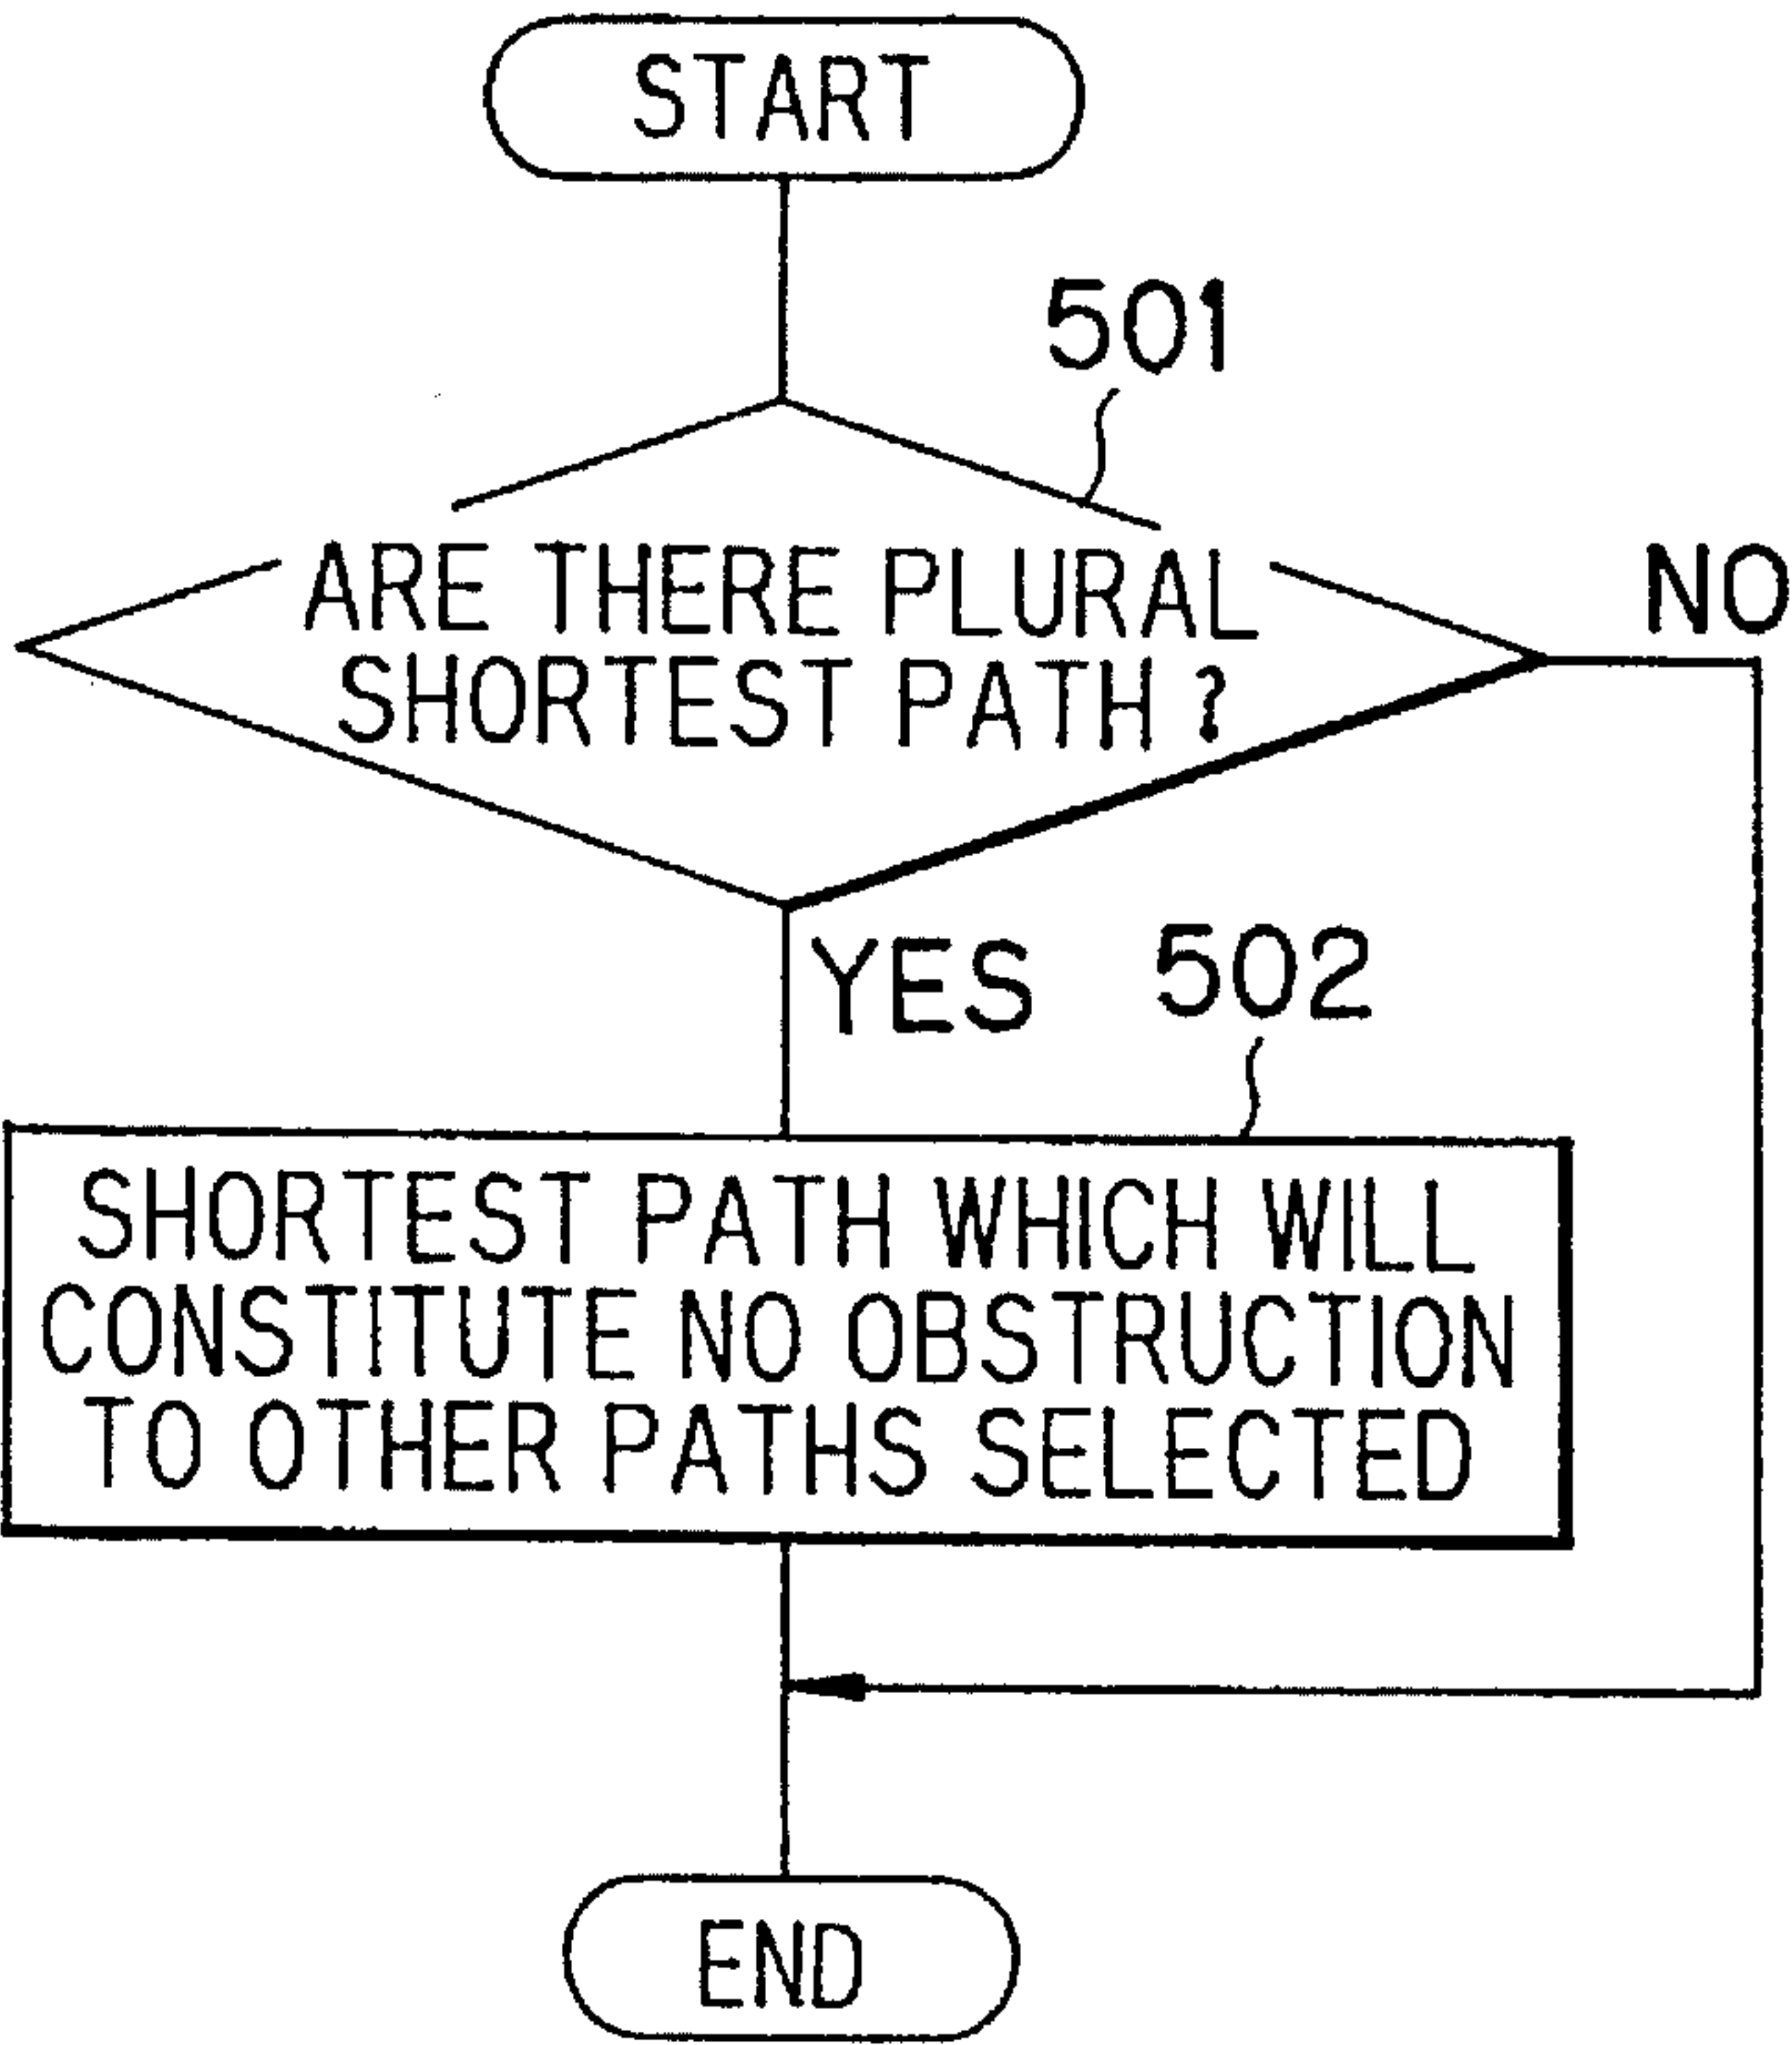 START
501
ARE THERE PLURAL
SHORTEST PATH ?
NO
YES
502
SHORTEST PATH WHICH WILL
CONSTITUTE NO OBSTRUCTION
TO OTHER PATHS SELECTED
END